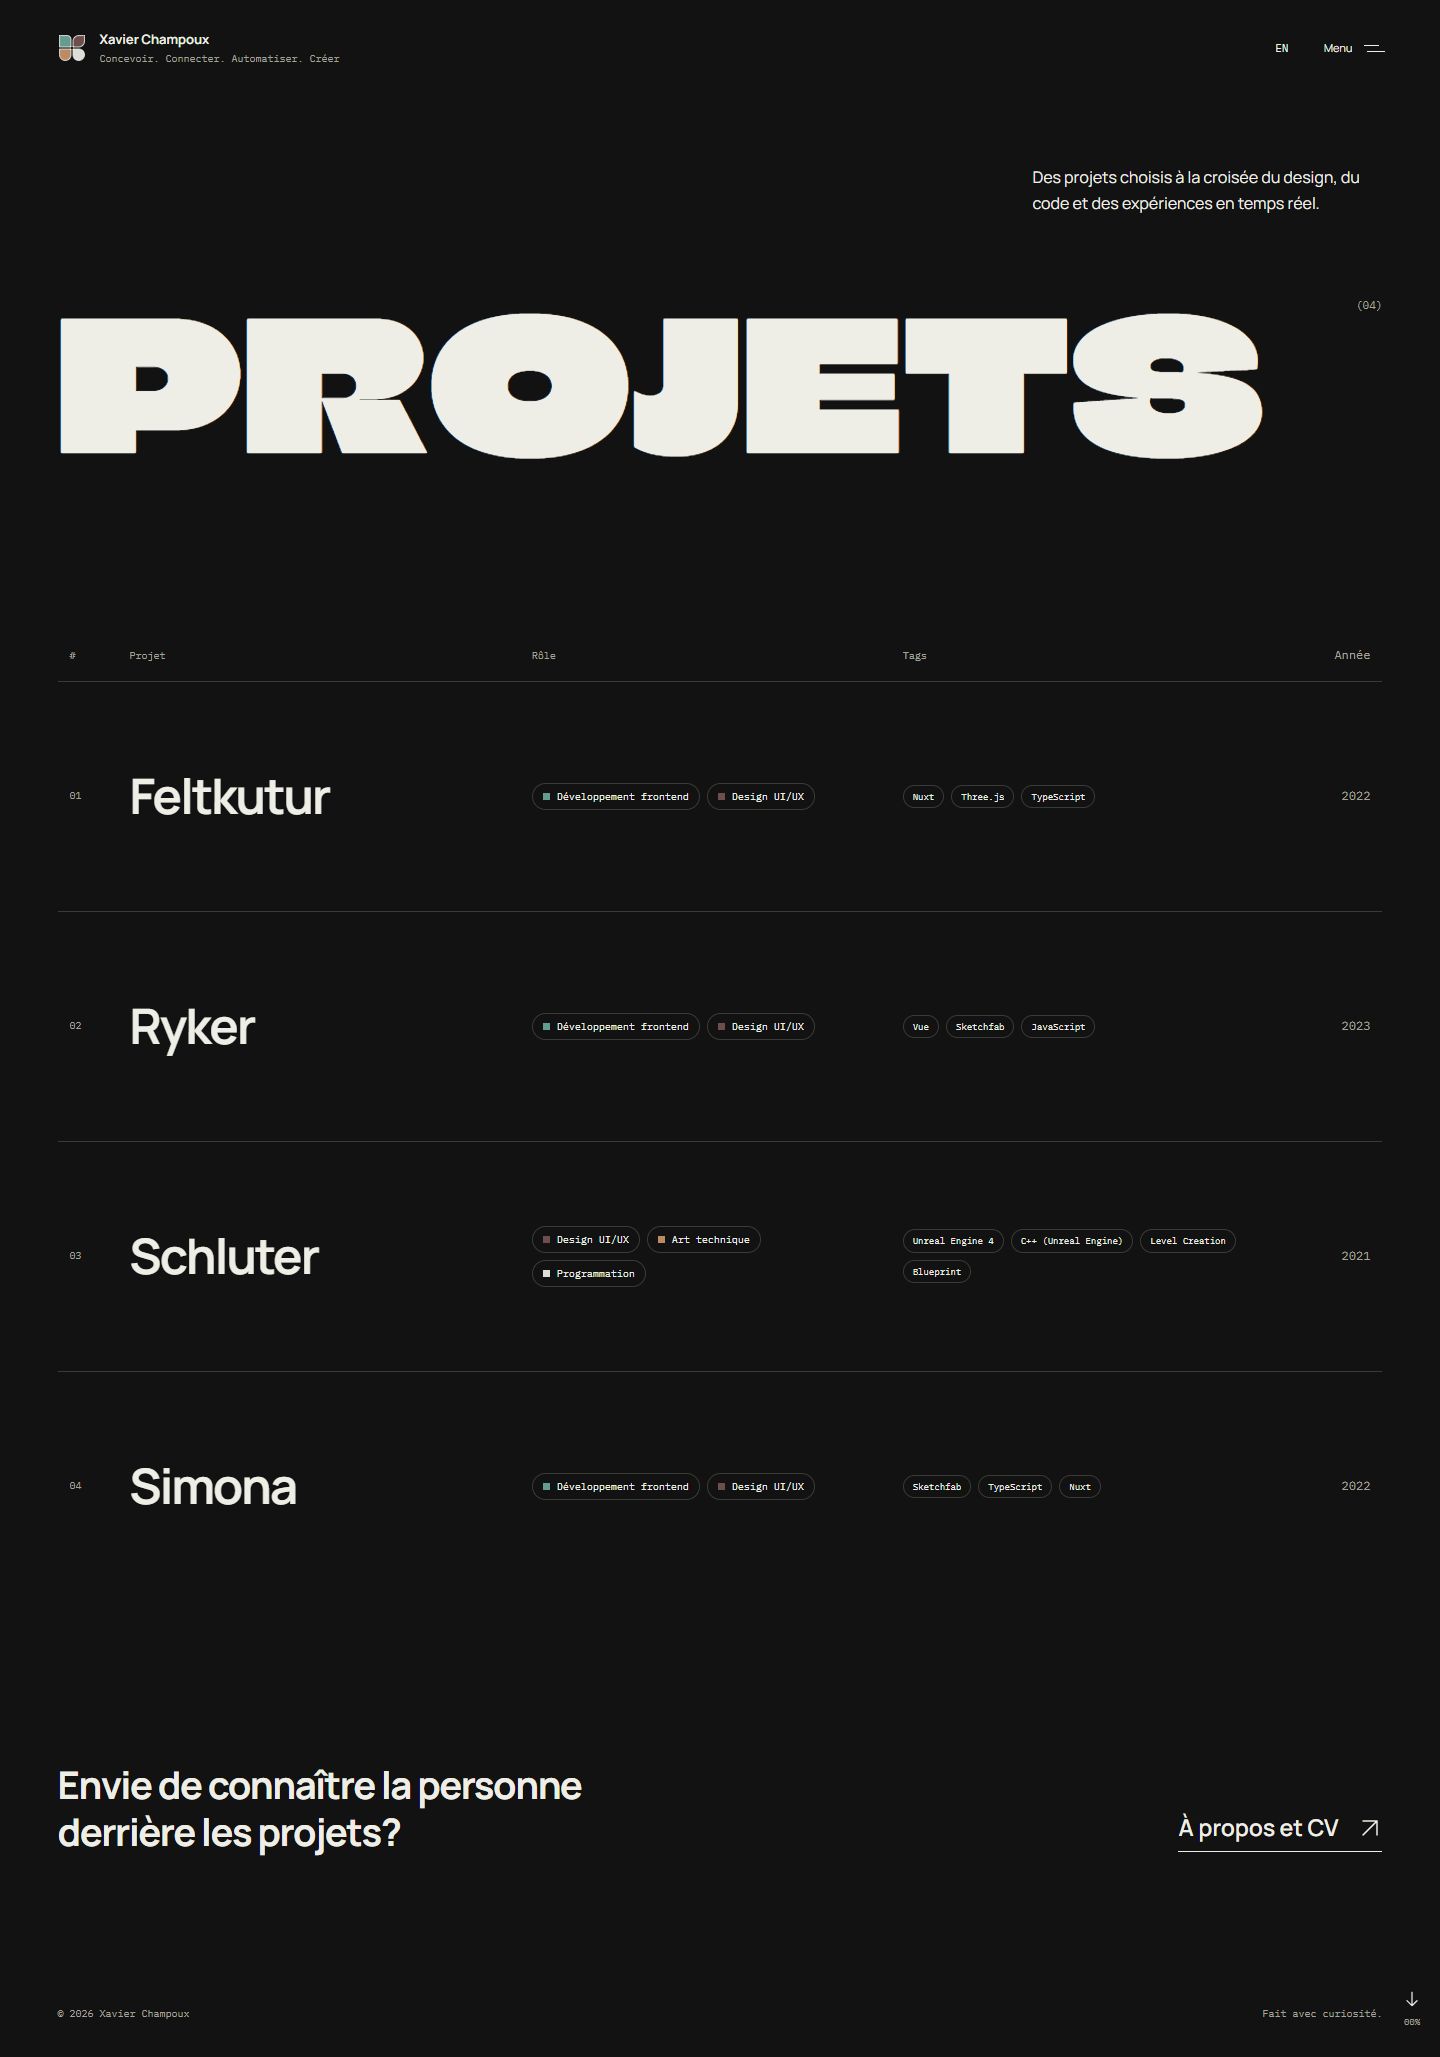 Xavier Champoux
Concevoir. Connecter. Automatiser. Créer
EN
Menu
Des projets choisis à la croisée du design, du
code et des expériences en temps réel.
PROJETS
(04)
# Projet Rôle Tags Année
01 Feltkutur Développement frontend Design UI/UX Nuxt Three.js TypeScript 2022
02 Ryker Développement frontend Design UI/UX Vue Sketchfab JavaScript 2023
03 Schluter Design UI/UX Art technique Unreal Engine 4 C++ (Unreal Engine) Level Creation 2021
Programmation Blueprint
04 Simona Développement frontend Design UI/UX Sketchfab TypeScript Nuxt 2022
Envie de connaître la personne
derrière les projets?
À propos et CV
© 2026 Xavier Champoux
Fait avec curiosité.
00%